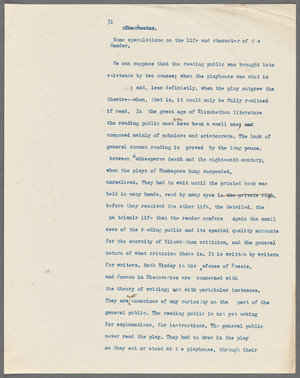 31
The Reader.
Some speculations on the life and character of the
Reader.
We can suppose that the reading public was brought into
existence by two causes; when the playhouse was shut in
; and, less definitely, when the play outgrew the
theatre--when, that is, it could only be fully realised
if read. In the great age of Elizabethan literature
the reading public must have been a small one; and
composed mainly of scholars and aristocrats. The lack of
general common reading is proved by the long pause,
between Shakespeares death and the eighteenth century,
when the plays of Shakspere hung suspended,
unrealised. They had to wait until the printed book was
held in many hands, read by many eyes in the private room,
before they received the other life, the detailed, the
particular life that the reader confers Again the small
ness of the reading public and its special quality accounts
for the scarcity of Elizabethan criticism, and the general
nature of what criticism there is. It is written by writers
for writers. Both Sidney in his Defense of Poesie,
and Jonson in Discoveries are concerned with
the theory of writing; not with particular instances.
They are not conscious of any curiosity on the part of the
general public. The reading public is not yet asking
for explanations, for instructions. The general public
never read the play. They had to draw in the play
as they sat or stood at the playhouse, through their